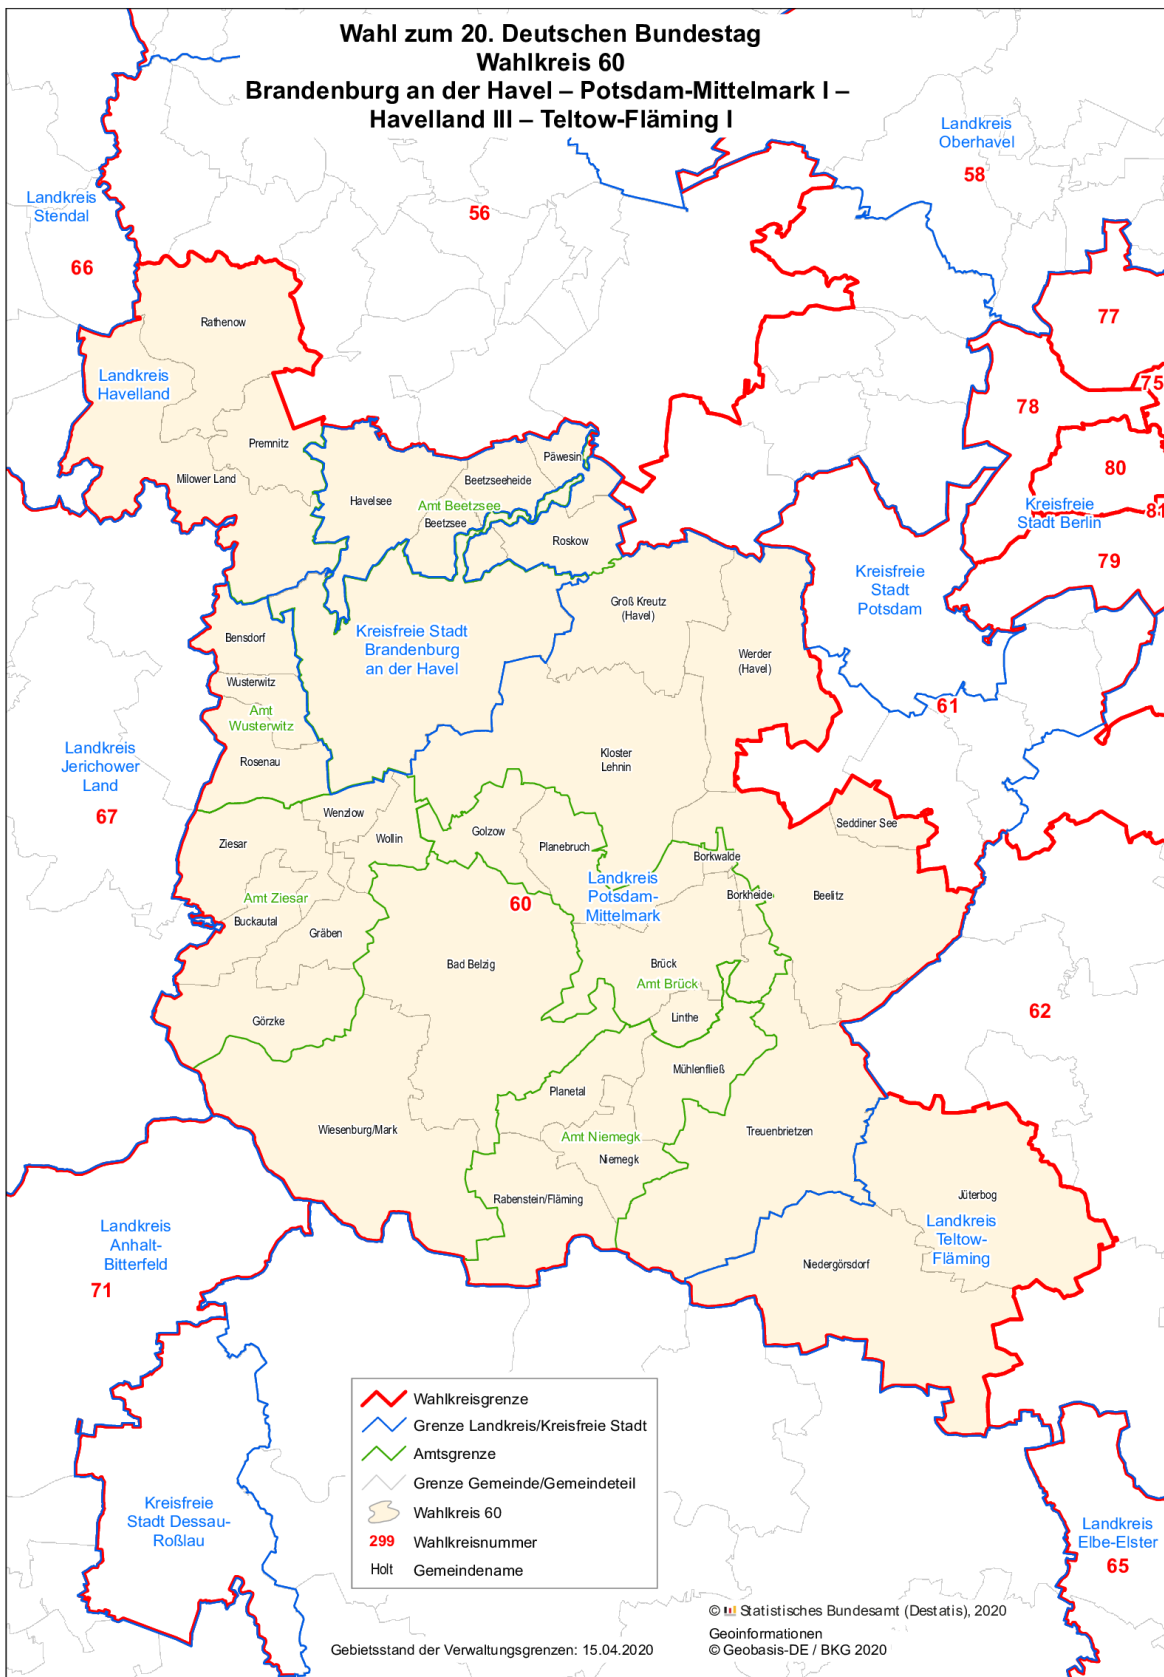 Wahl zum 20. Deutschen Bundestag
Wahlkreis 60
Brandenburg an der Havel – Potsdam-Mittelmark I –
Havelland III – Teltow-Fläming I
Landkreis
Oberhavel
58
Landkreis
Stendal
56
66
77
Rathenow
Landkreis
Havelland
75
78
Premnitz
Päwesin
80
Milower Land
Beetzseeheide
Havelsee
Amt Beetzsee
Beetzsee
81
Kreisfreie
Stadt Berlin
Roskow
79
Kreisfreie
Stadt
Potsdam
Groß Kreutz
(Havel)
Bensdorf
Kreisfreie Stadt
Brandenburg
an der Havel
Werder
(Havel)
Wusterwitz
Amt
Wusterwitz
61
Landkreis
Jerichower
Land
67
Rosenau
Kloster
Lehnin
Wenzlow
Seddiner See
Ziesar
Wollin
Golzow
Planebruch
Borkwalde
Landkreis
Potsdam-
Mittelmark
Amt Ziesar
60
Borkheide
Beelitz
Buckautal
Gräben
Bad Belzig
Brück
Amt Brück
Görzke
Linthe
62
Mühlenfließ
Planetal
Wiesenburg/Mark
Amt Niemegk
Niemegk
Treuenbrietzen
Rabenstein/Fläming
Jüterbog
Landkreis
Teltow-
Fläming
Landkreis
Anhalt-
Bitterfeld
71
Niedergörsdorf
Wahlkreisgrenze
Grenze Landkreis/Kreisfreie Stadt
Amtsgrenze
Grenze Gemeinde/Gemeindeteil
Wahlkreis 60
299 Wahlkreisnummer
Holt Gemeindename
Kreisfreie
Stadt Dessau-
Roßlau
Landkreis
Elbe-Elster
65
© Statistisches Bundesamt (Destatis), 2020
Geoinformationen
© Geobasis-DE / BKG 2020
Gebietsstand der Verwaltungsgrenzen: 15.04.2020